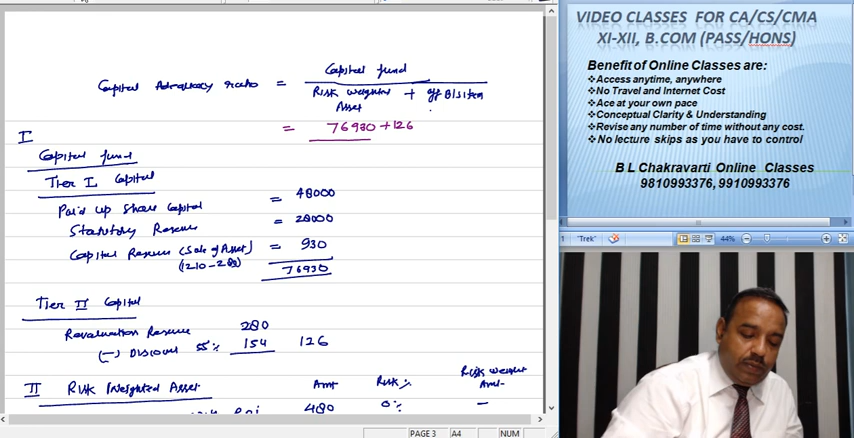 Capital Adequacy ratio = Capital fund
Risk weighted Asset + off B/s item
= 76930 + 126
I
Capital fund
Tier I Capital
Paid up share Capital = 48000
Statutory Reserve = 28000
Capital Reserve (Sale of Asset) = 930
(1210 - 280)
76930
Tier II Capital
Revaluation Reserve 280
(-) Discount 55% 154 126
II Risk Weighted Asset Amt Risk % Risk weight Amt
480 0% -
PAGE 3 A4 NUM
VIDEO CLASSES FOR CA/CS/CMA
XI-XII, B.COM (PASS/HONS)
Benefit of Online Classes are:
Access anytime, anywhere
No Travel and Internet Cost
Ace at your own pace
Conceptual Clarity & Understanding
Revise any number of time without any cost.
No lecture skips as you have to control
B L Chakravarti Online Classes
9810993376, 9910993376
1 "Trek" 44%